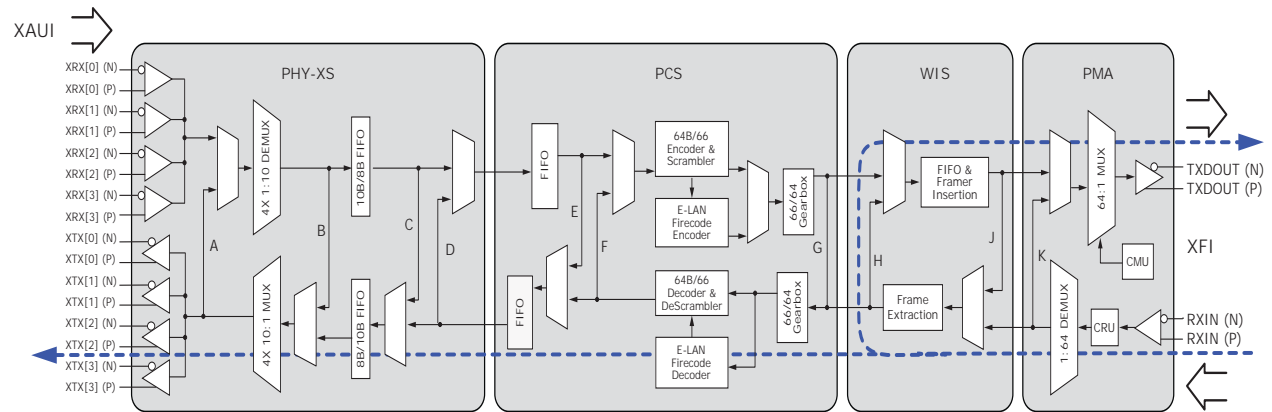 XAUI
PHY-XS
PCS
WIS
PMA
XRX[0] (N)
XRX[0] (P)
XRX[1] (N)
XRX[1] (P)
XRX[2] (N)
XRX[2] (P)
XRX[3] (N)
XRX[3] (P)
XTX[0] (N)
XTX[0] (P)
XTX[1] (N)
XTX[1] (P)
XTX[2] (N)
XTX[2] (P)
XTX[3] (N)
XTX[3] (P)
A
4X 1:10 DEMUX
4X 10:1 MUX
B
10B/8B FIFO
8B/10B FIFO
C
D
FIFO
FIFO
E
F
64B/66
Encoder &
Scrambler
E-LAN
Firecode
Encoder
64B/66
Decoder &
DeScrambler
E-LAN
Firecode
Decoder
66/64
Gearbox
66/64
Gearbox
G
H
FIFO &
Framer
Insertion
Frame
Extraction
J
K
64:1 MUX
1:64 DEMUX
CMU
CRU
TXDOUT (N)
TXDOUT (P)
XFI
RXIN (N)
RXIN (P)